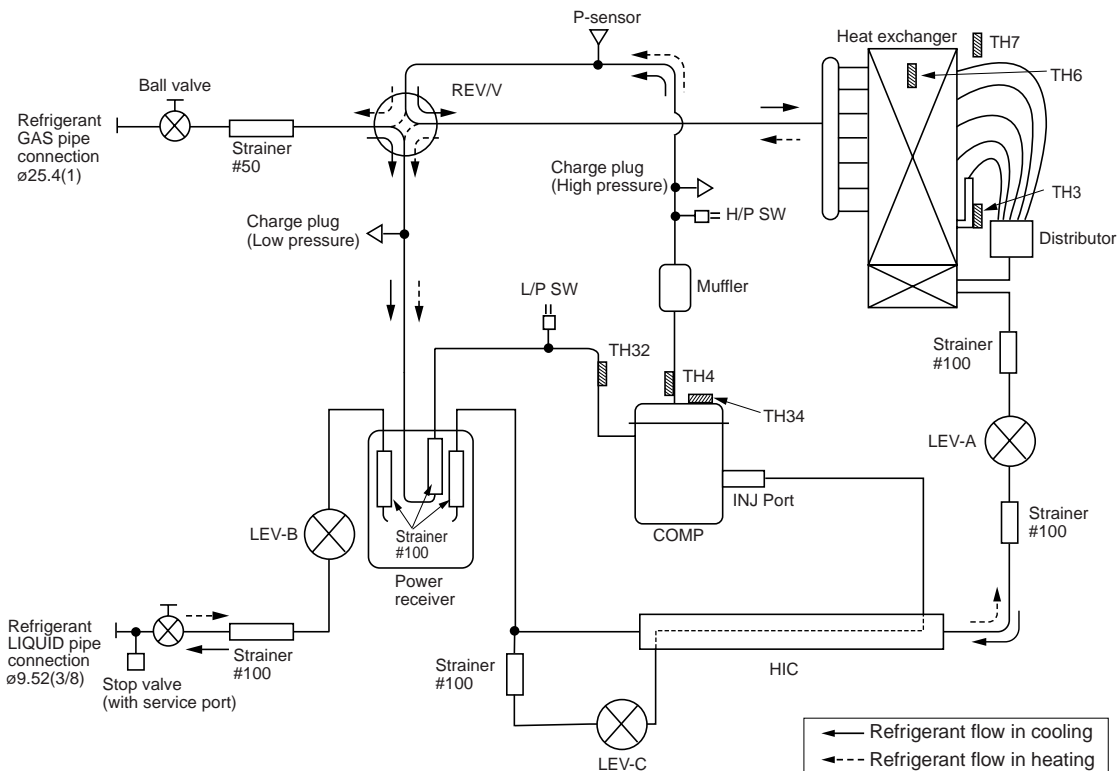 P-sensor
Heat exchanger
TH7
TH6
Ball valve
REV/V
Refrigerant
GAS pipe
connection
ø25.4(1)
Strainer
#50
Charge plug
(High pressure)
TH3
H/P SW
Charge plug
(Low pressure)
Distributor
Muffler
L/P SW
Strainer
#100
TH32
TH4
TH34
LEV-A
INJ Port
LEV-B
Strainer
#100
COMP
Strainer
#100
Power
receiver
Refrigerant
LIQUID pipe
connection
ø9.52(3/8)
Strainer
#100
Stop valve
(with service port)
Strainer
#100
HIC
LEV-C
Refrigerant flow in cooling
Refrigerant flow in heating